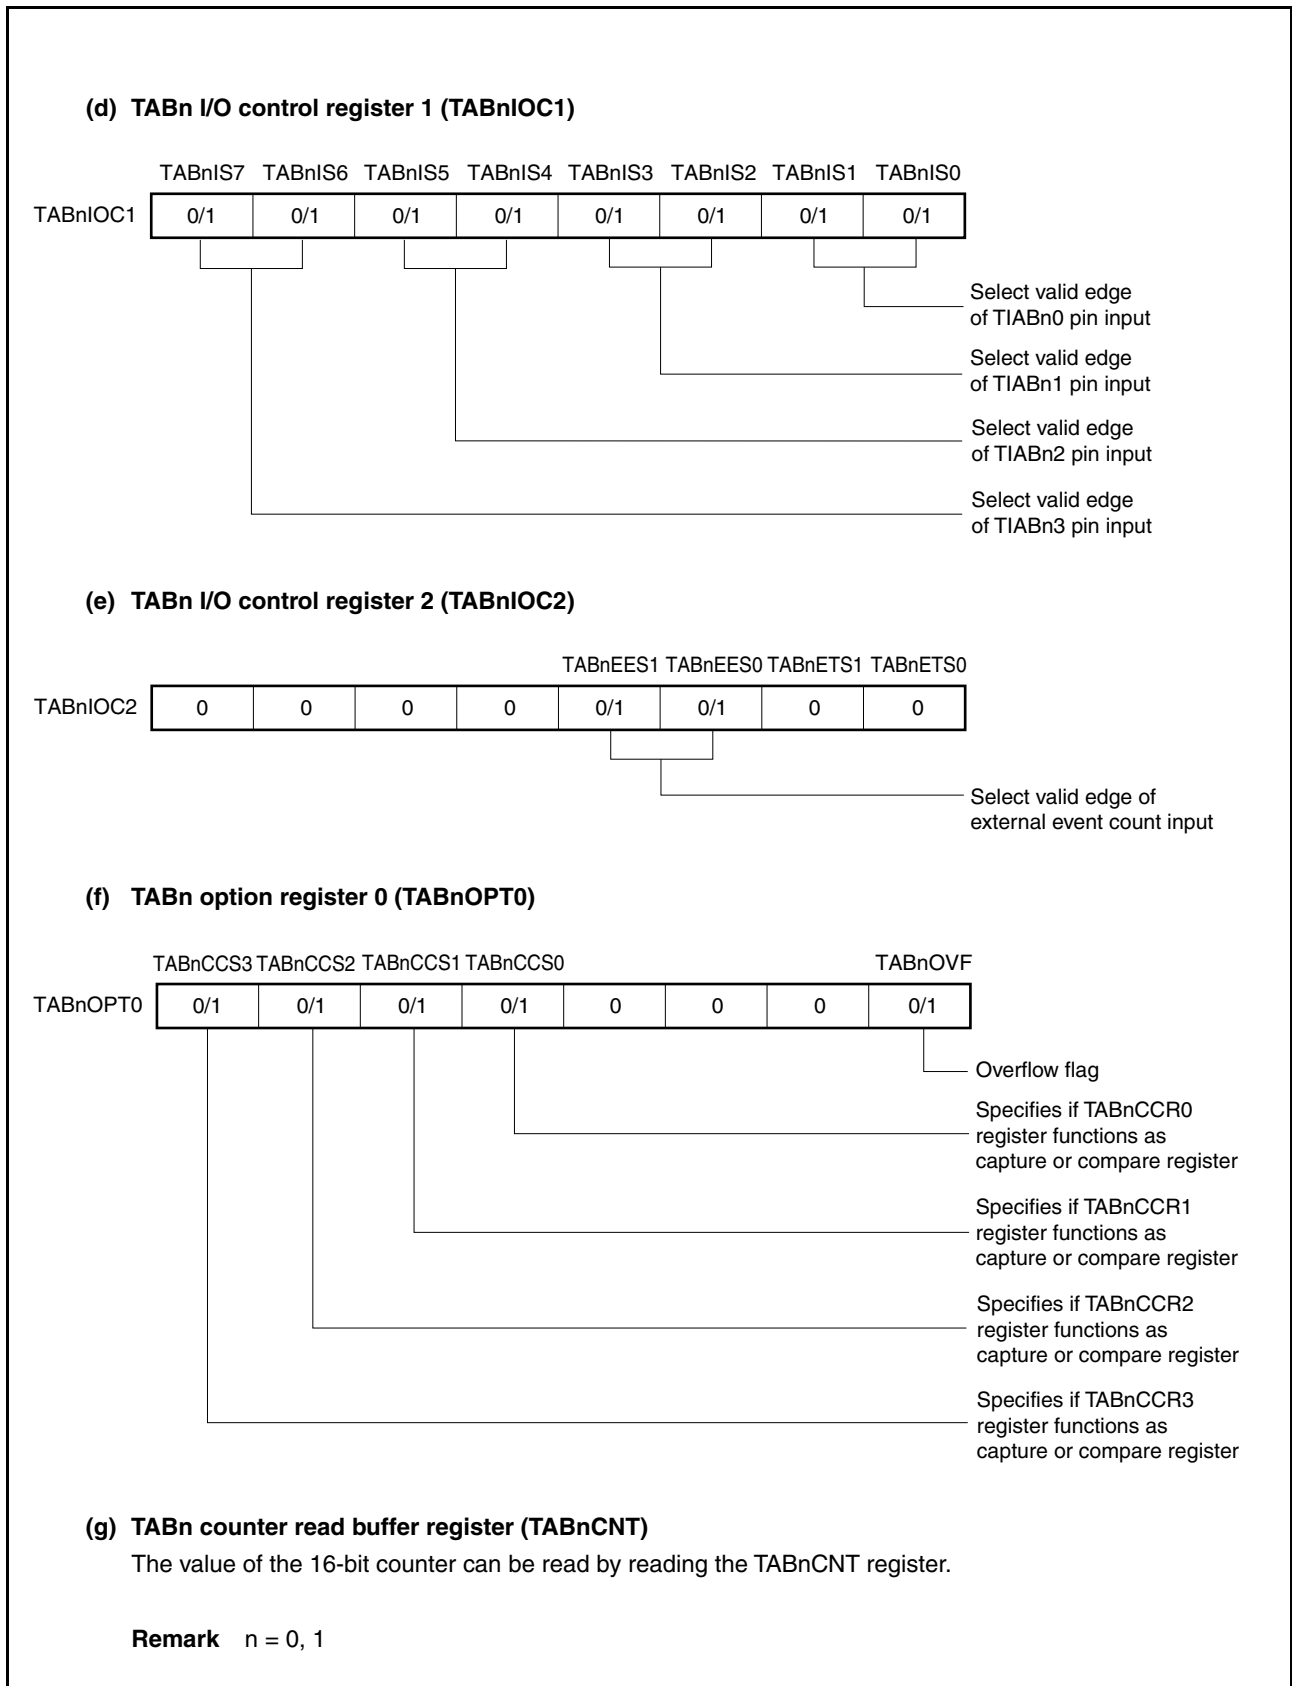 (d) TABn I/O control register 1 (TABnIOC1)
TABnIS7 TABnIS6 TABnIS5 TABnIS4 TABnIS3 TABnIS2 TABnIS1 TABnIS0
TABnIOC1 0/1 0/1 0/1 0/1 0/1 0/1 0/1 0/1
Select valid edge
of TIABn0 pin input
Select valid edge
of TIABn1 pin input
Select valid edge
of TIABn2 pin input
Select valid edge
of TIABn3 pin input
(e) TABn I/O control register 2 (TABnIOC2)
TABnEES1 TABnEES0 TABnETS1 TABnETS0
TABnIOC2 0 0 0 0 0/1 0/1 0 0
Select valid edge of
external event count input
(f) TABn option register 0 (TABnOPT0)
TABnCCS3 TABnCCS2 TABnCCS1 TABnCCS0 TABnOVF
TABnOPT0 0/1 0/1 0/1 0/1 0 0 0 0/1
Overflow flag
Specifies if TABnCCR0
register functions as
capture or compare register
Specifies if TABnCCR1
register functions as
capture or compare register
Specifies if TABnCCR2
register functions as
capture or compare register
Specifies if TABnCCR3
register functions as
capture or compare register
(g) TABn counter read buffer register (TABnCNT)
The value of the 16-bit counter can be read by reading the TABnCNT register.
Remark n = 0, 1